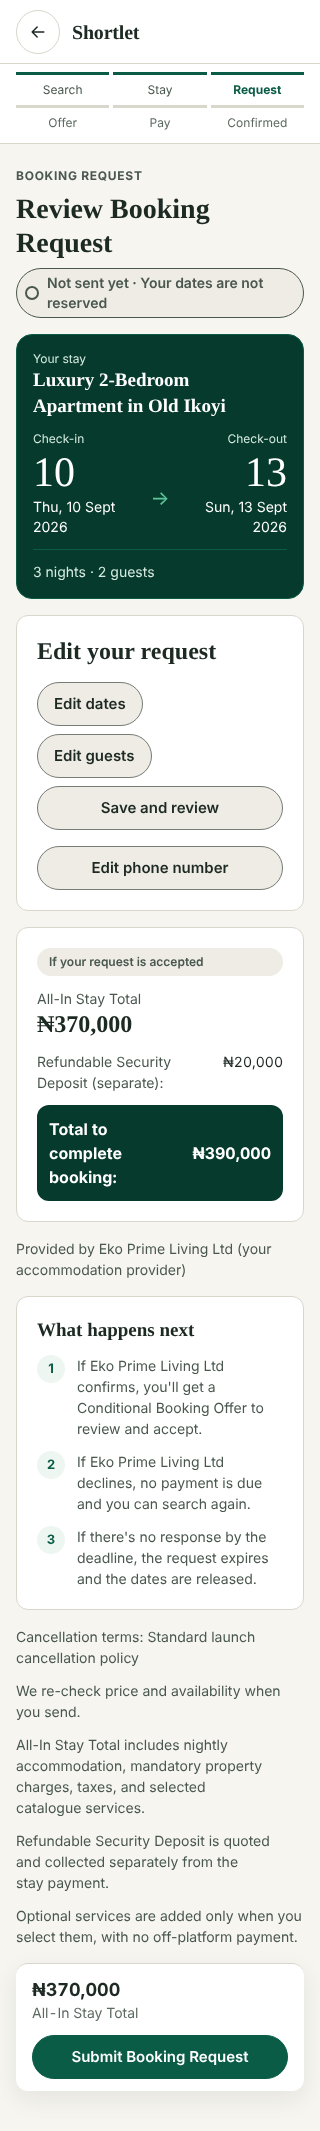 Shortlet
Search
Stay
Request
Offer
Pay
Confirmed
BOOKING REQUEST
Review Booking
Request
Not sent yet · Your dates are not
reserved
Your stay
Luxury 2-Bedroom
Apartment in Old Ikoyi
Check-in
Check-out
10
13
Thu, 10 Sept
2026
→
Sun, 13 Sept
2026
3 nights · 2 guests
Edit your request
Edit dates
Edit guests
Save and review
Edit phone number
If your request is accepted
All-In Stay Total
₦370,000
Refundable Security
Deposit (separate):
₦20,000
Total to
complete
booking:
₦390,000
Provided by Eko Prime Living Ltd (your
accommodation provider)
What happens next
1
If Eko Prime Living Ltd
confirms, you'll get a
Conditional Booking Offer to
review and accept.
2
If Eko Prime Living Ltd
declines, no payment is due
and you can search again.
3
If there's no response by the
deadline, the request expires
and the dates are released.
Cancellation terms: Standard launch
cancellation policy
We re-check price and availability when
you send.
All-In Stay Total includes nightly
accommodation, mandatory property
charges, taxes, and selected
catalogue services.
Refundable Security Deposit is quoted
and collected separately from the
stay payment.
Optional services are added only when you
select them, with no off-platform payment.
₦370,000
All-In Stay Total
Submit Booking Request